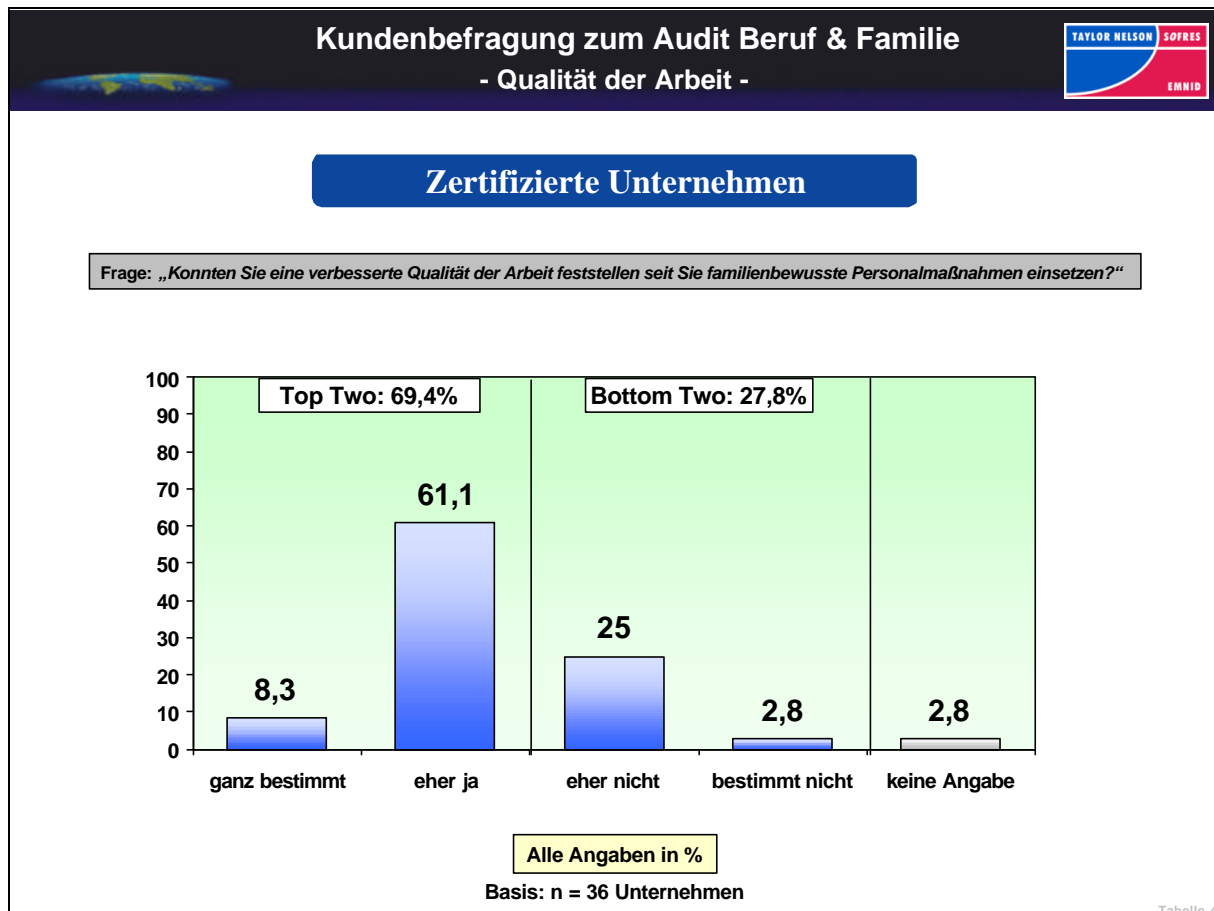 Kundenbefragung zum Audit Beruf & Familie
- Qualität der Arbeit -
TAYLOR NELSON SOFRES
EMNID
Zertifizierte Unternehmen
Frage: „Konnten Sie eine verbesserte Qualität der Arbeit feststellen seit Sie familienbewusste Personalmaßnahmen einsetzen?“
100
90
80
70
60
50
40
30
20
10
0
Top Two: 69,4%
Bottom Two: 27,8%
8,3
61,1
25
2,8
2,8
ganz bestimmt
eher ja
eher nicht
bestimmt nicht
keine Angabe
Alle Angaben in %
Basis: n = 36 Unternehmen
Tabelle